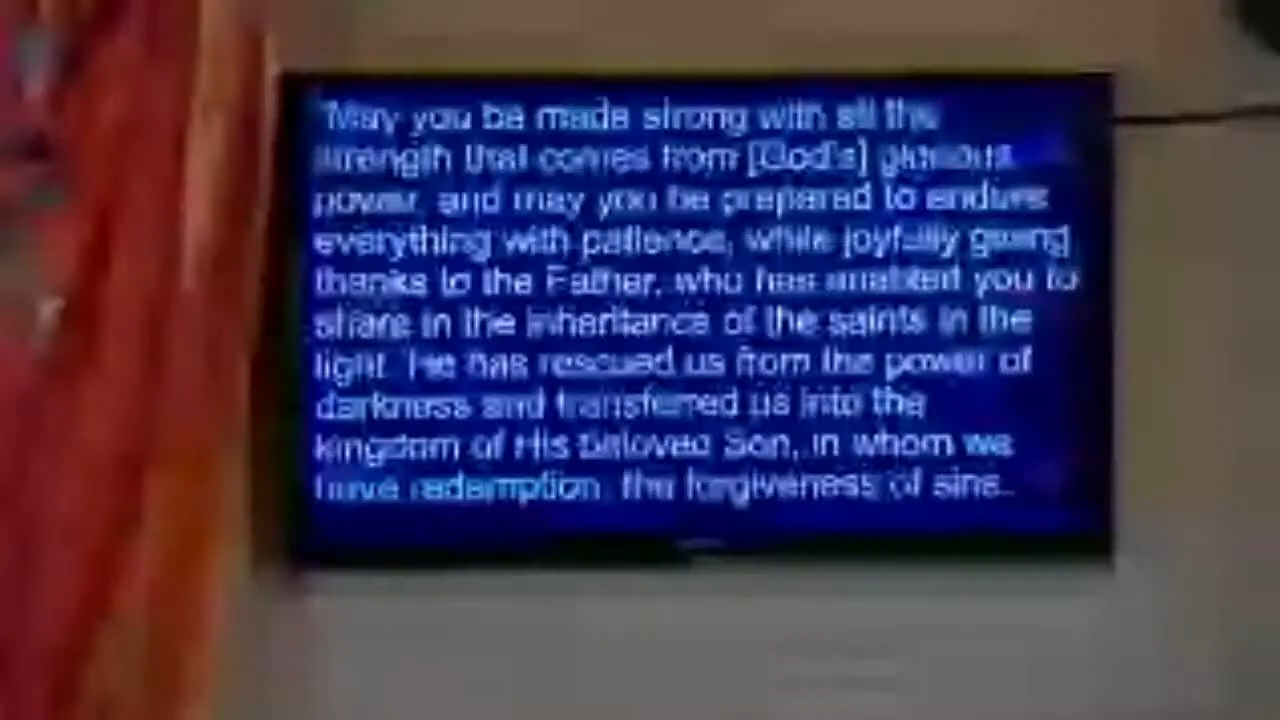 "May you be made strong with all the
strength that comes from [God's] glorious
power, and may you be prepared to endure
everything with patience, while joyfully giving
thanks to the Father, who has enabled you to
share in the inheritance of the saints in the
light. He has rescued us from the power of
darkness and transferred us into the
kingdom of His beloved Son, in whom we
have redemption, the forgiveness of sins.